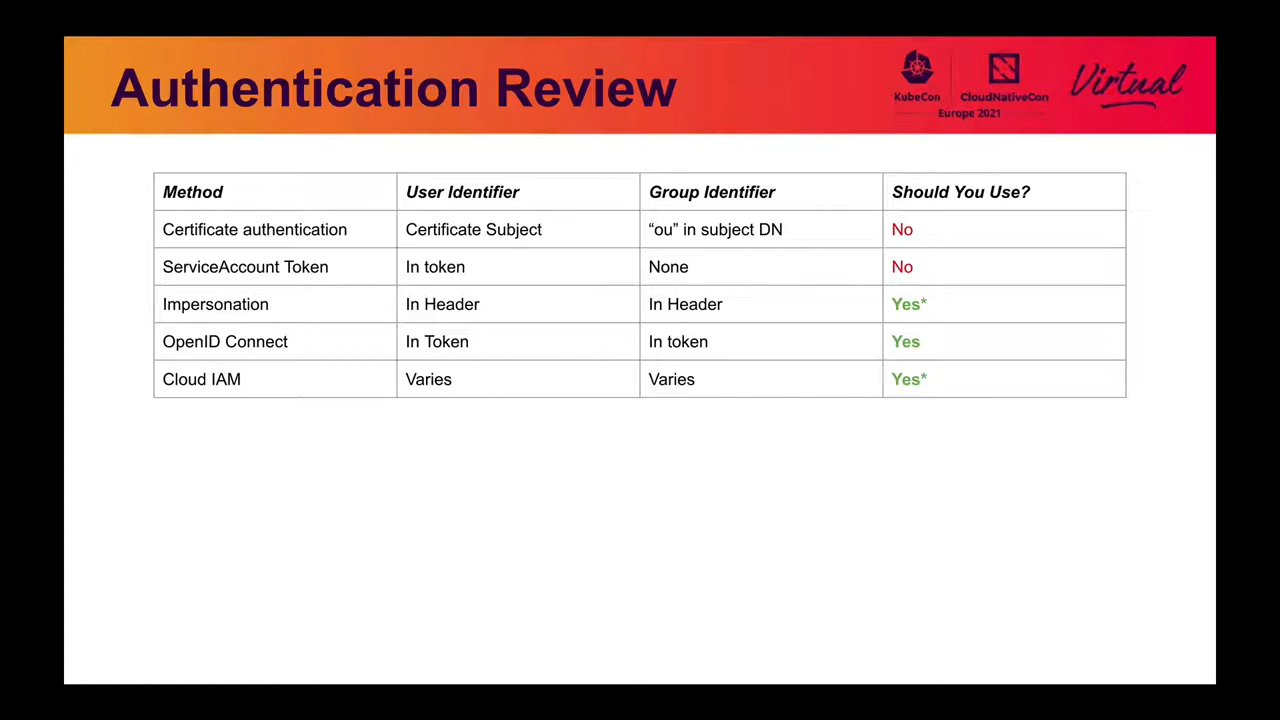 Authentication Review
KubeCon
CloudNativeCon
Europe 2021
Virtual
Method User Identifier Group Identifier Should You Use?
Certificate authentication Certificate Subject “ou” in subject DN No
ServiceAccount Token In token None No
Impersonation In Header In Header Yes*
OpenID Connect In Token In token Yes
Cloud IAM Varies Varies Yes*